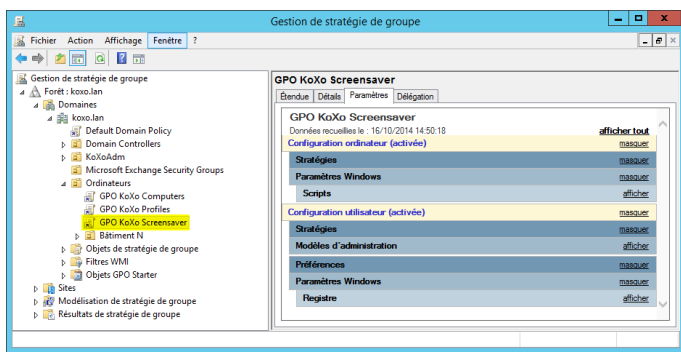 Gestion de stratégie de groupe
Fichier Action Affichage Fenêtre ?
Gestion de stratégie de groupe
Forêt : koxo.lan
Domaines
koxo.lan
Default Domain Policy
Domain Controllers
KoXoAdm
Microsoft Exchange Security Groups
Ordinateurs
GPO KoXo Computers
GPO KoXo Profiles
GPO KoXo Screensaver
Bâtiment N
Objets de stratégie de groupe
Filtres WMI
Objets GPO Starter
Sites
Modélisation de stratégie de groupe
Résultats de stratégie de groupe
GPO KoXo Screensaver
Étendue Détails Paramètres Délégation
GPO KoXo Screensaver
Données recueillies le : 16/10/2014 14:50:18 afficher tout
Configuration ordinateur (activée) masquer
Stratégies masquer
Paramètres Windows masquer
Scripts afficher
Configuration utilisateur (activée) masquer
Stratégies masquer
Modèles d'administration afficher
Préférences masquer
Paramètres Windows masquer
Registre afficher